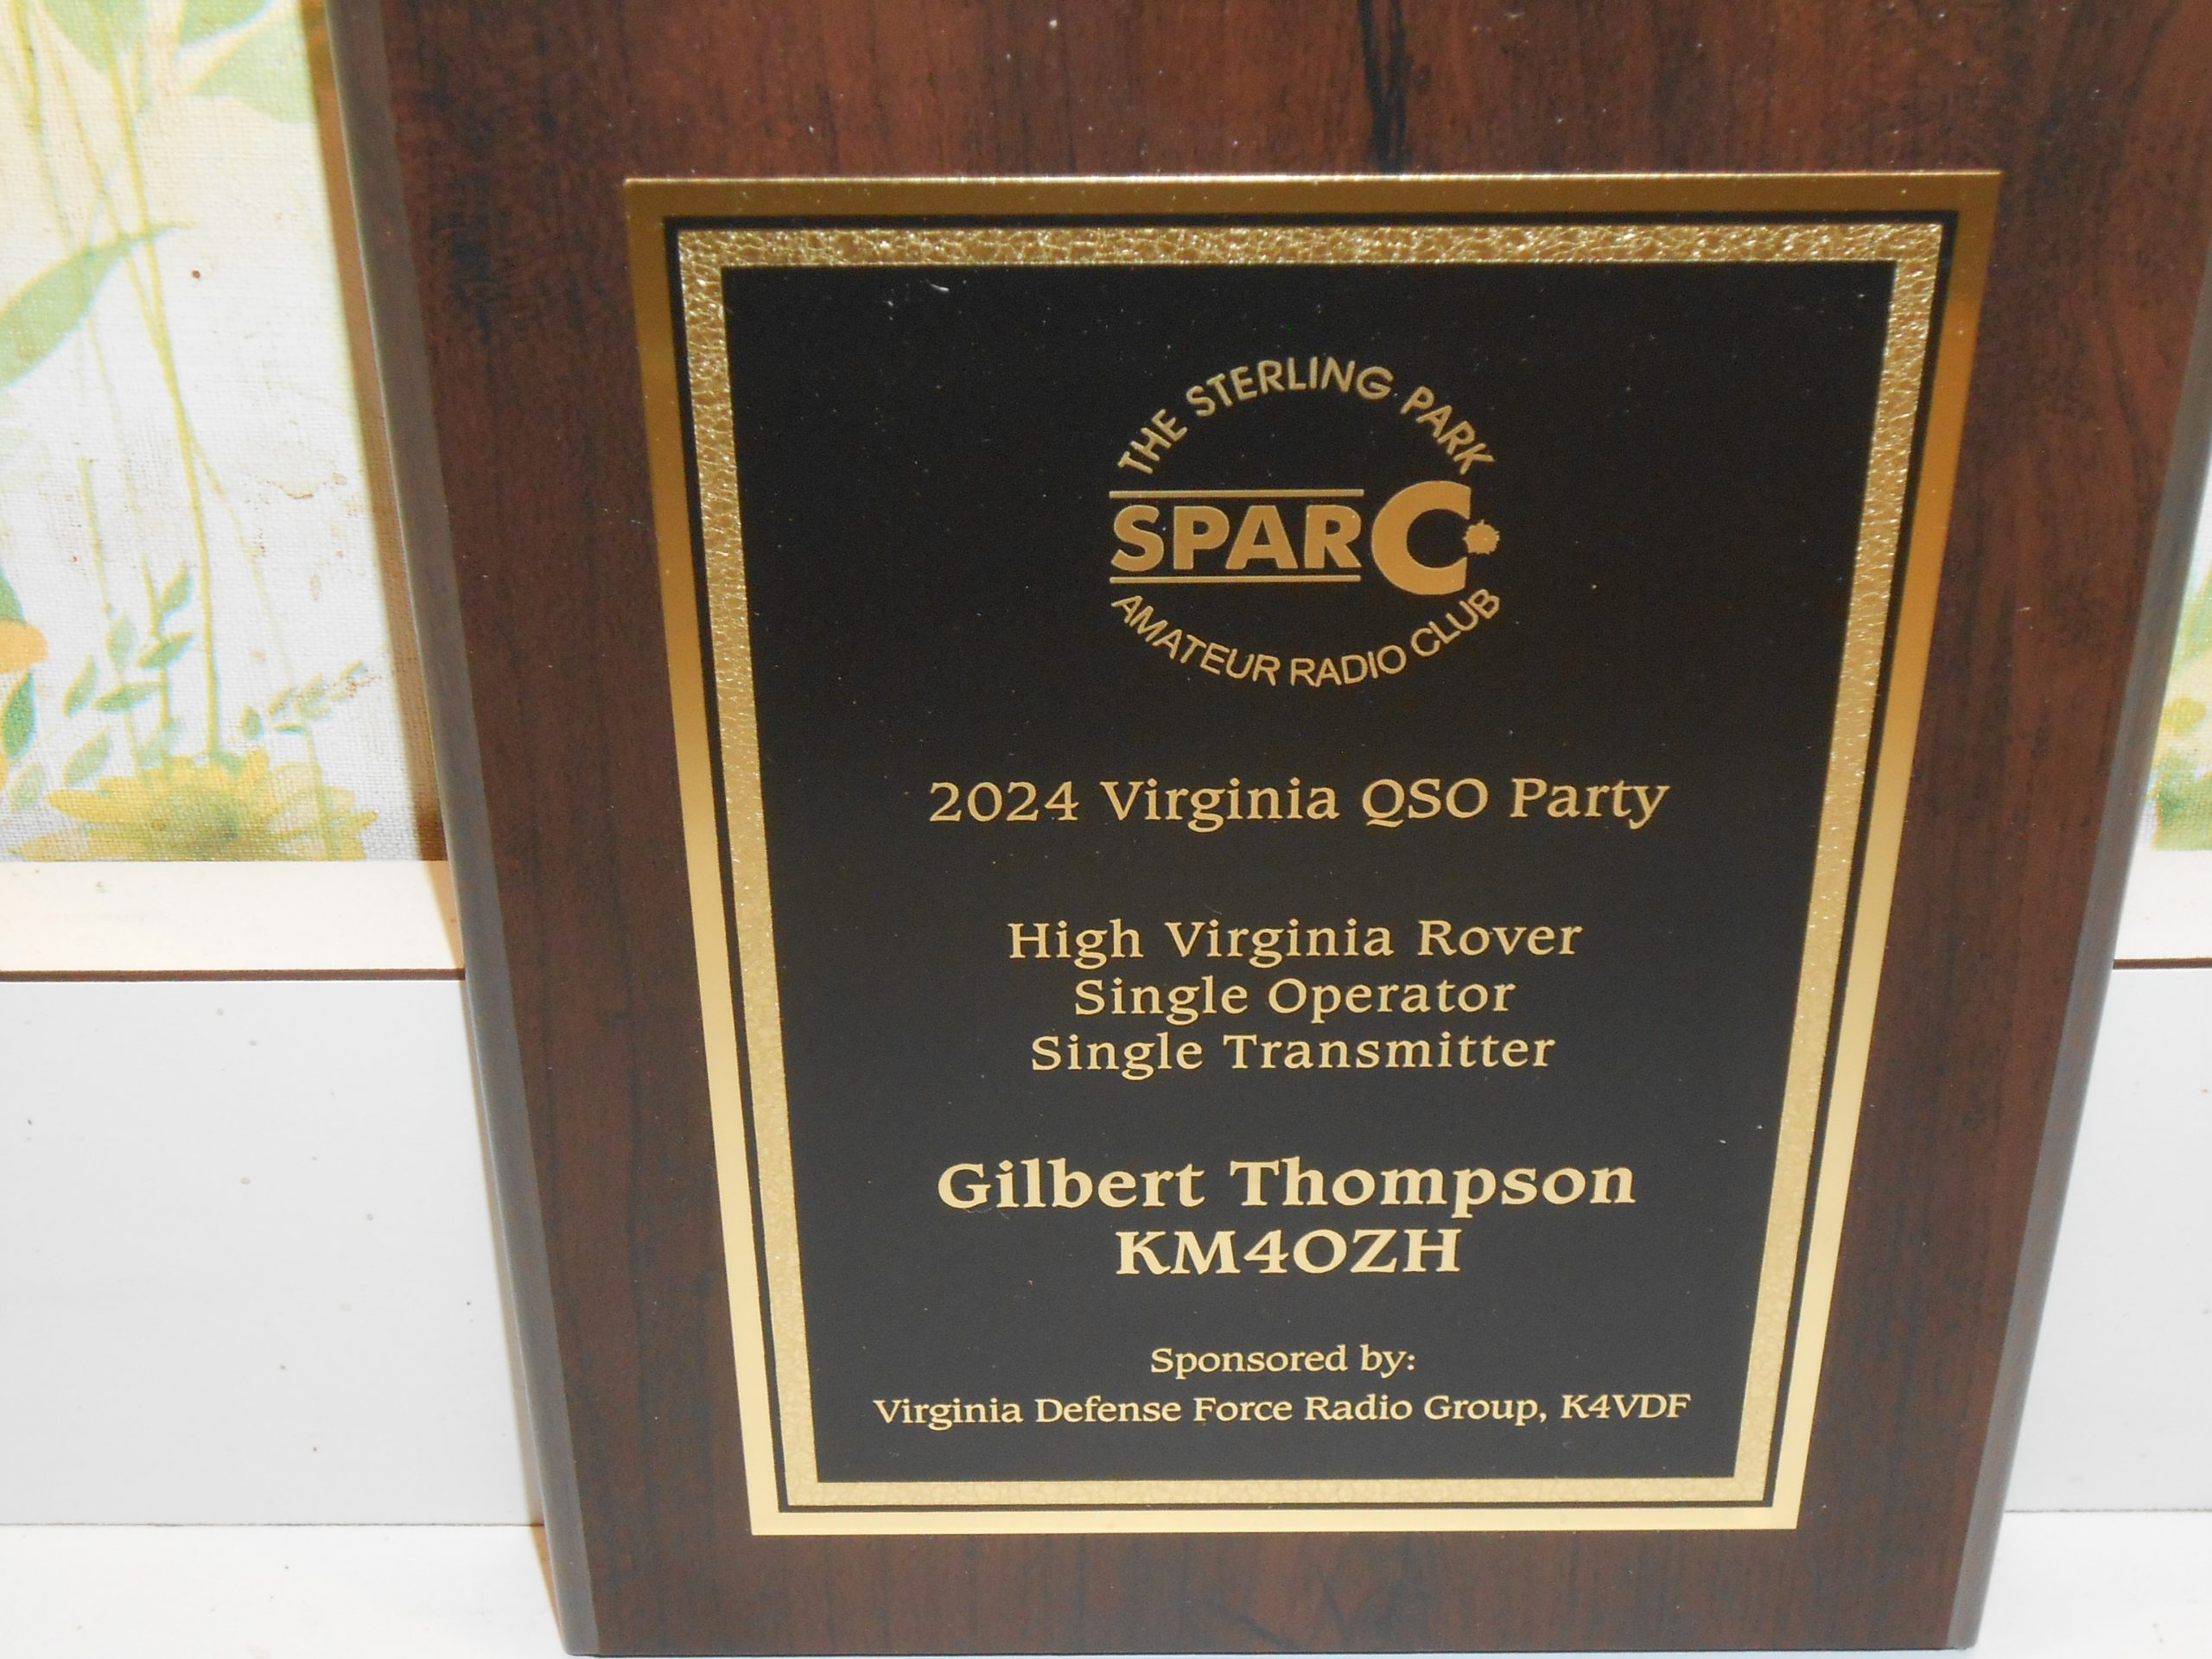 THE STERLING PARK
SPARC
AMATEUR RADIO CLUB
2024 Virginia QSO Party
High Virginia Rover
Single Operator
Single Transmitter
Gilbert Thompson
KM4OZH
Sponsored by:
Virginia Defense Force Radio Group, K4VDF